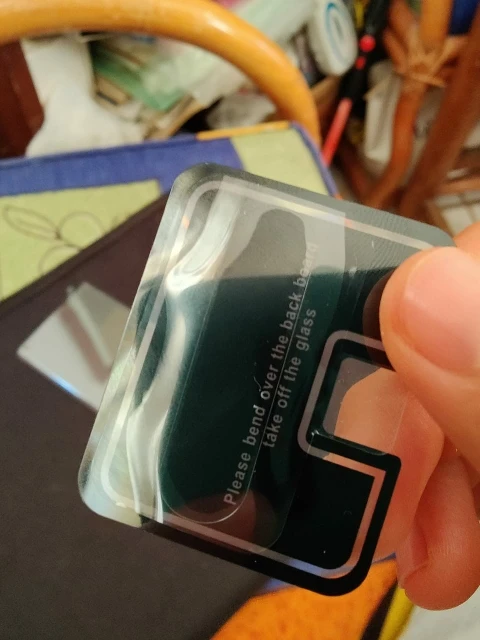 Please bend over the back board
take off the glass